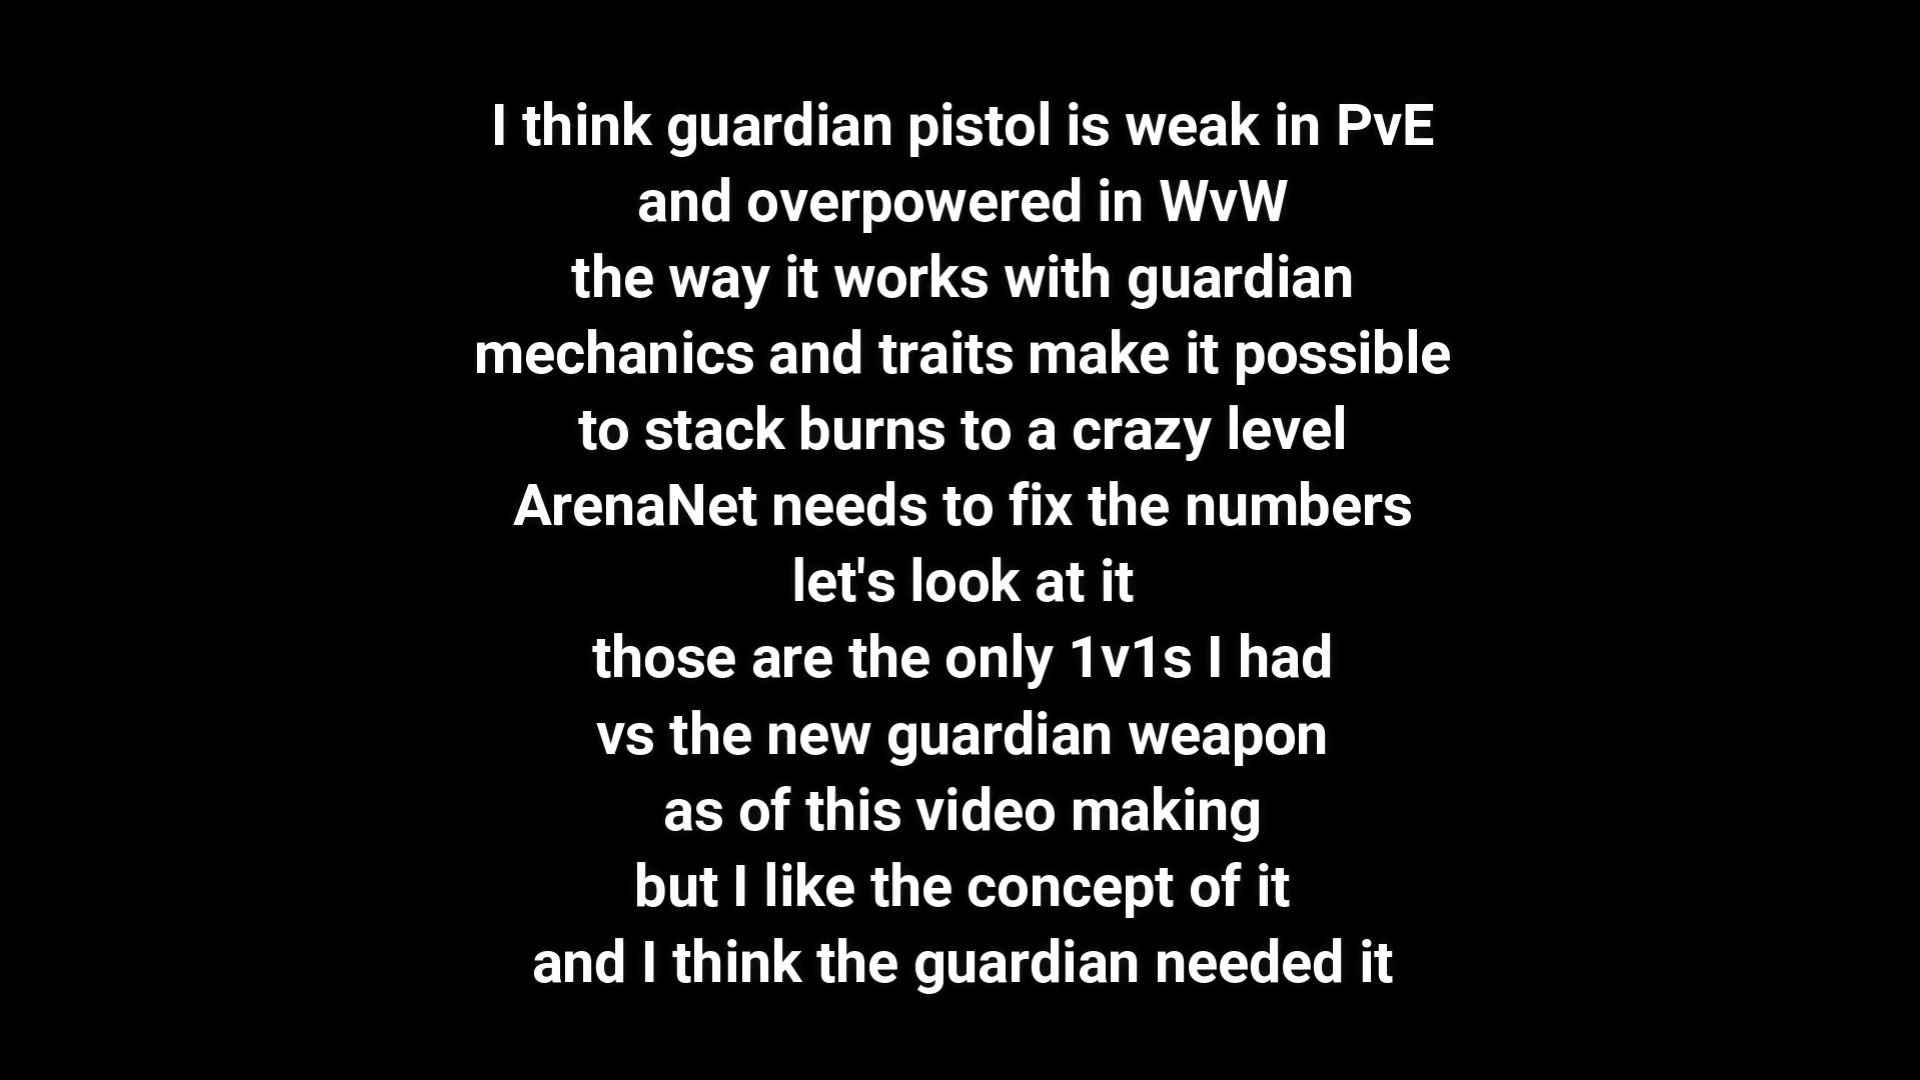 I think guardian pistol is weak in PvE
and overpowered in WvW
the way it works with guardian
mechanics and traits make it possible
to stack burns to a crazy level
ArenaNet needs to fix the numbers
let's look at it
those are the only 1v1s I had
vs the new guardian weapon
as of this video making
but I like the concept of it
and I think the guardian needed it